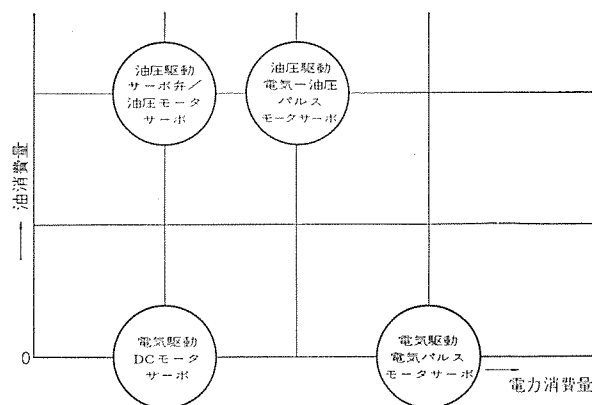 油圧駆動
サーボ弁/
油圧モータ
サーボ
油圧駆動
電気ー油圧
パルス
モータサーボ
油消費量
0
電気駆動
DCモータ
サーボ
電気駆動
電気パルス
モータサーボ
電力消費量